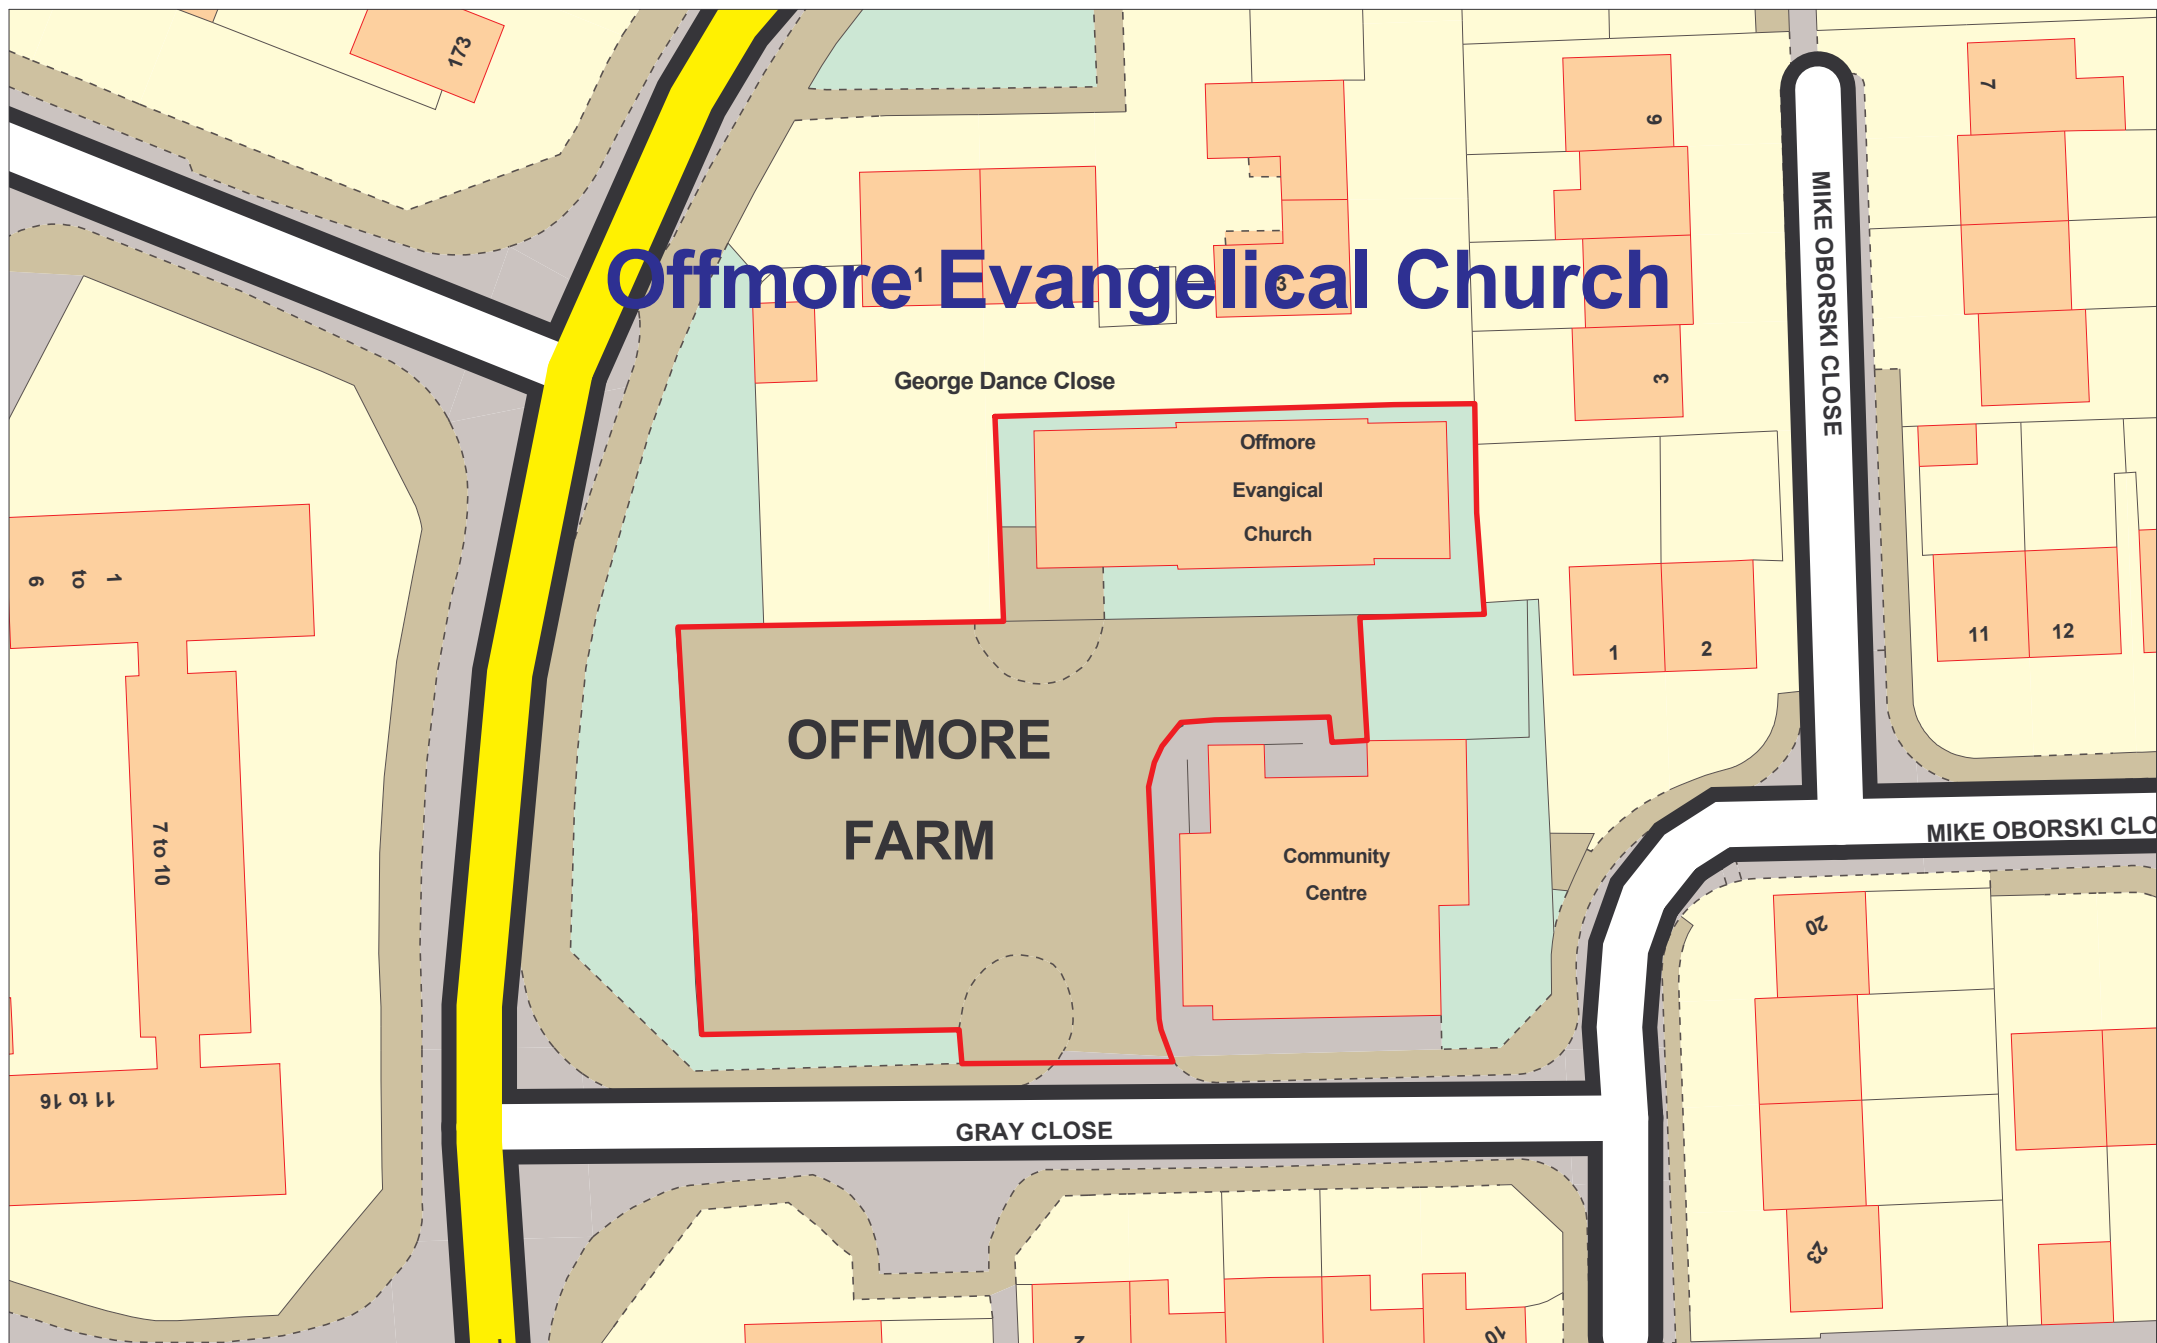 173
6
7
MIKE OBORSKI CLOSE
Offmore Evangelical Church
1
3
George Dance Close
3
Offmore
Evangical
Church
1
to
6
1
2
11
12
OFFMORE
FARM
7 to 10
Community
Centre
MIKE OBORSKI CLO
20
11 to 16
GRAY CLOSE
23
10